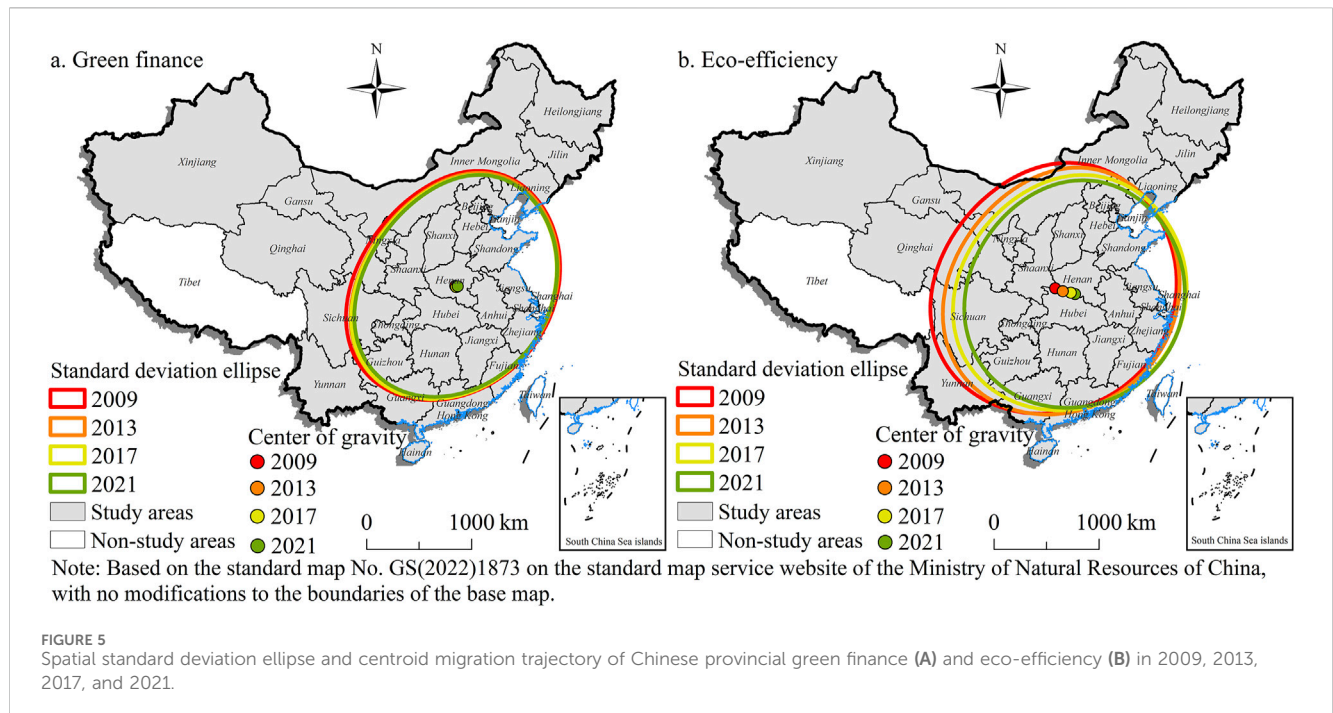 a. Green finance
N
Heilongjiang
Jilin
Xinjiang
Inner Mongolia
Liaoning
Gansu
Beijing
Tianjin
Hebei
Ningxia
Shanxi
Qinghai
Shandong
Shaanxi
Henan
Tibet
Jiangsu
Shanghai
Sichuan
Hubei
Anhui
Chongqing
Zhejiang
Jiangxi
Guizhou
Hunan
Fujian
Yunnan
Guangxi
Guangdong
Hong Kong
Taiwan
Hainan
Standard deviation ellipse
2009
2013
2017
2021
Study areas
Non-study areas
Center of gravity
2009
2013
2017
2021
0 1000 km
South China Sea islands
b. Eco-efficiency
N
Heilongjiang
Jilin
Xinjiang
Inner Mongolia
Liaoning
Gansu
Beijing
Tianjin
Hebei
Ningxia
Shanxi
Qinghai
Shandong
Shaanxi
Henan
Tibet
Jiangsu
Shanghai
Sichuan
Hubei
Anhui
Chongqing
Zhejiang
Jiangxi
Guizhou
Hunan
Fujian
Yunnan
Guangxi
Guangdong
Hong Kong
Taiwan
Hainan
Standard deviation ellipse
2009
2013
2017
2021
Study areas
Non-study areas
Center of gravity
2009
2013
2017
2021
0 1000 km
South China Sea islands
Note: Based on the standard map No. GS(2022)1873 on the standard map service website of the Ministry of Natural Resources of China,
with no modifications to the boundaries of the base map.
FIGURE 5
Spatial standard deviation ellipse and centroid migration trajectory of Chinese provincial green finance (A) and eco-efficiency (B) in 2009, 2013,
2017, and 2021.